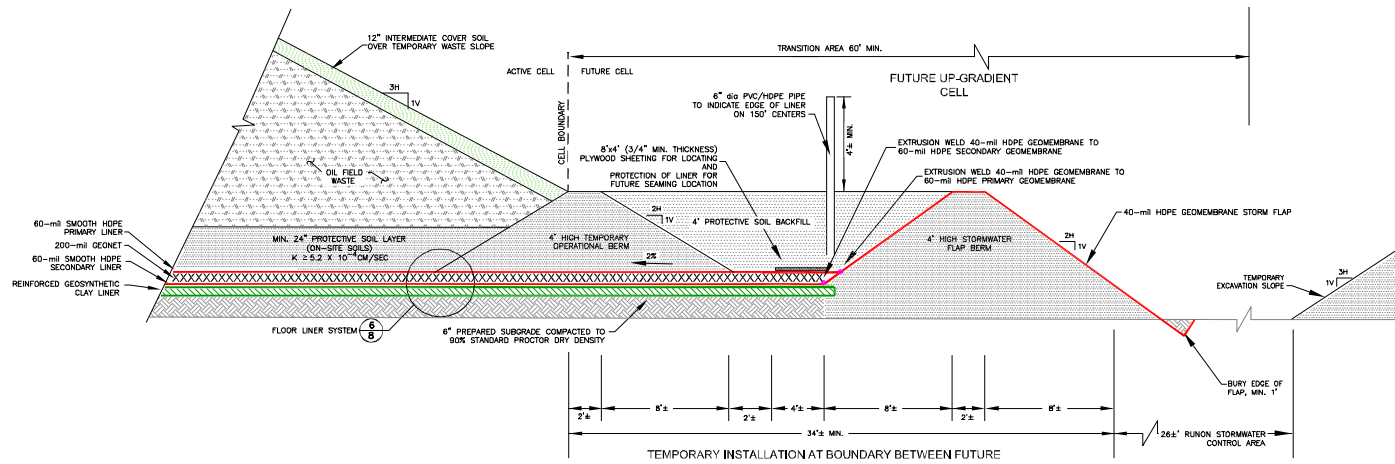 12" INTERMEDIATE COVER SOIL
OVER TEMPORARY WASTE SLOPE
3H
1V
ACTIVE CELL
FUTURE CELL
CELL BOUNDARY
TRANSITION AREA 60' MIN.
FUTURE UP-GRADIENT
CELL
6" dia PVC/HDPE PIPE
TO INDICATE EDGE OF LINER
ON 150' CENTERS
4'± MIN.
8'x4' (3/4" MIN. THICKNESS)
PLYWOOD SHEETING FOR LOCATING
AND
PROTECTION OF LINER FOR
FUTURE SEAMING LOCATION
EXTRUSION WELD 40-mil HDPE GEOMEMBRANE TO
60-mil HDPE SECONDARY GEOMEMBRANE
EXTRUSION WELD 40-mil HDPE GEOMEMBRANE TO
60-mil HDPE PRIMARY GEOMEMBRANE
OIL FIELD
WASTE
40-mil HDPE GEOMEMBRANE STORM FLAP
2H
1V
4' PROTECTIVE SOIL BACKFILL
60-mil SMOOTH HDPE
PRIMARY LINER
200-mil GEONET
60-mil SMOOTH HDPE
SECONDARY LINER
REINFORCED GEOSYNTHETIC
CLAY LINER
MIN. 24" PROTECTIVE SOIL LAYER
(ON-SITE SOILS)
K ≥ 5.2 X 10⁻⁴CM/SEC
4' HIGH TEMPORARY
OPERATIONAL BERM
2%
4' HIGH STORMWATER
FLAP BERM
2H
1V
TEMPORARY
EXCAVATION SLOPE
3H
1V
FLOOR LINER SYSTEM
6
8
6" PREPARED SUBGRADE COMPACTED TO
90% STANDARD PROCTOR DRY DENSITY
BURY EDGE OF
FLAP, MIN. 1'
2'±
8'±
2'±
4'±
8'±
2'±
8'±
34'± MIN.
26±' RUNON STORMWATER
CONTROL AREA
TEMPORARY INSTALLATION AT BOUNDARY BETWEEN FUTURE